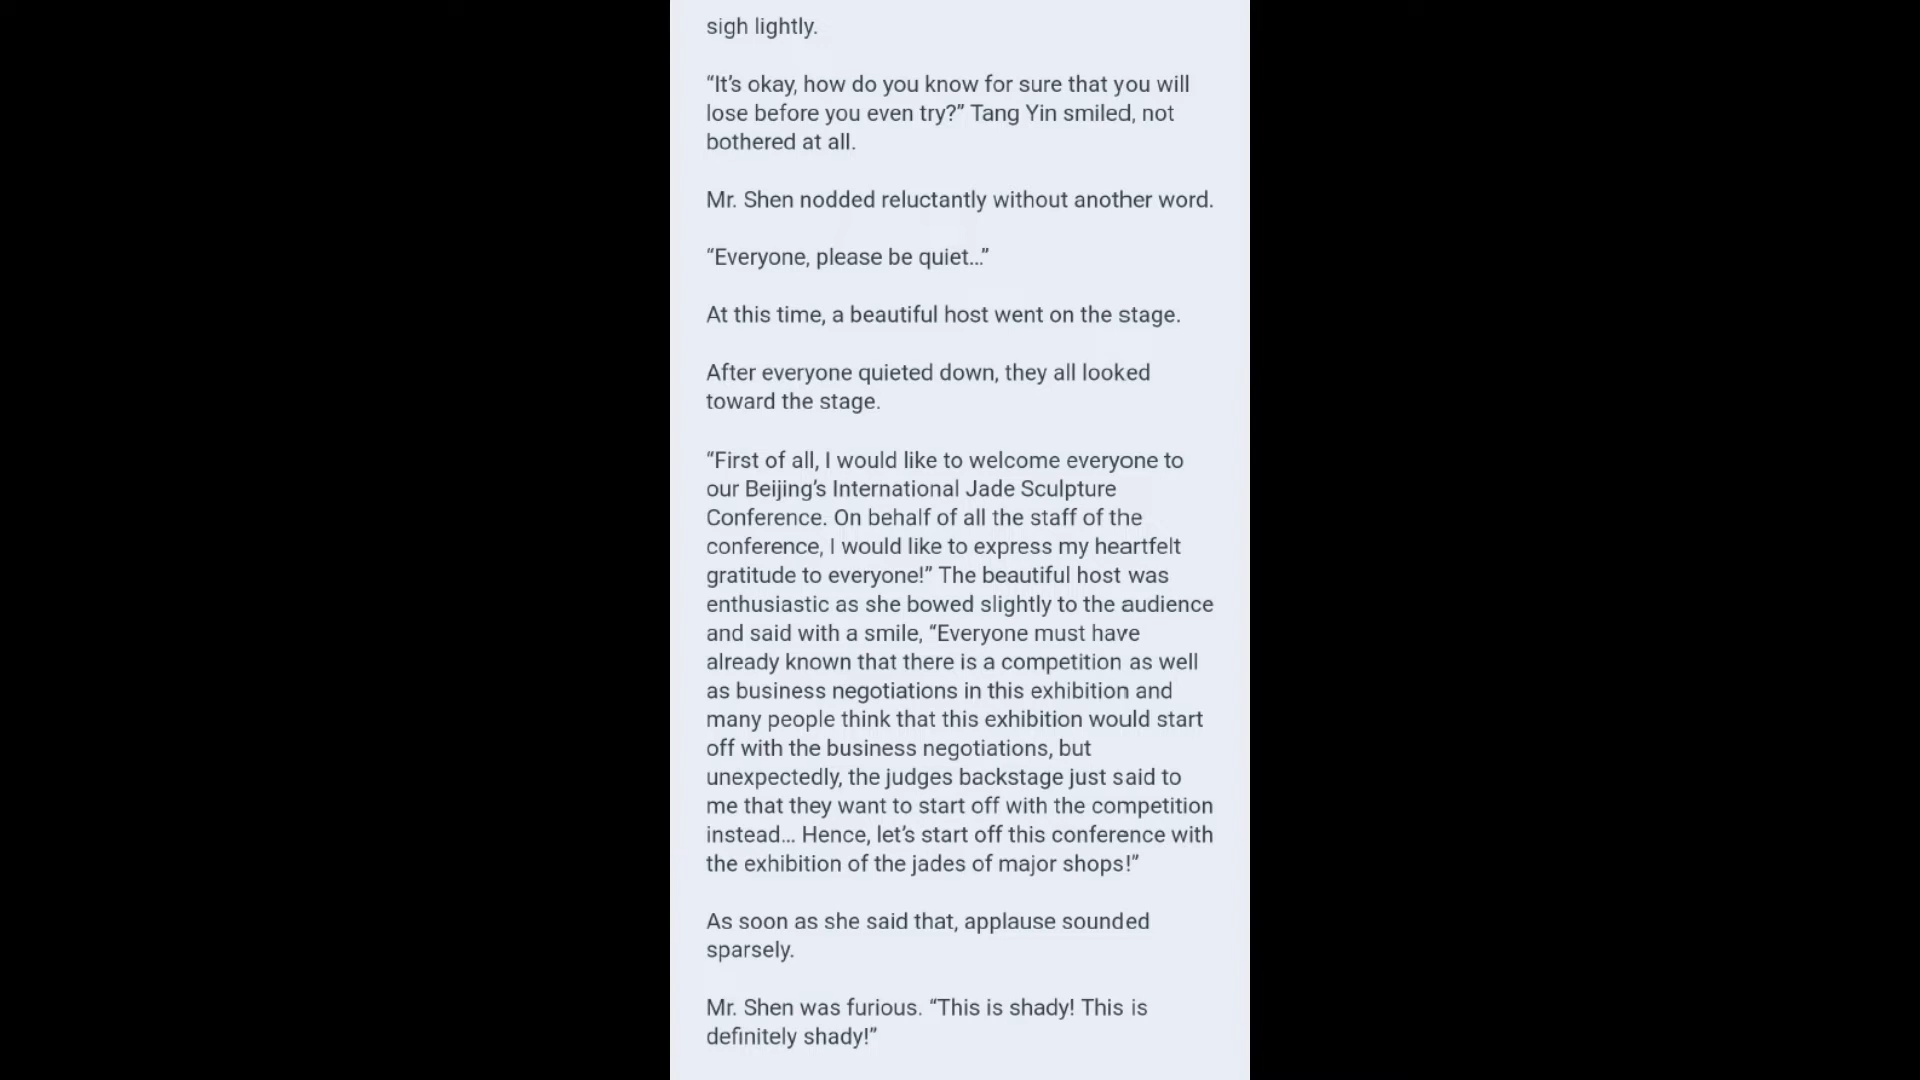 sigh lightly.
“It’s okay, how do you know for sure that you will
lose before you even try?” Tang Yin smiled, not
bothered at all.
Mr. Shen nodded reluctantly without another word.
“Everyone, please be quiet…”
At this time, a beautiful host went on the stage.
After everyone quieted down, they all looked
toward the stage.
“First of all, I would like to welcome everyone to
our Beijing’s International Jade Sculpture
Conference. On behalf of all the staff of the
conference, I would like to express my heartfelt
gratitude to everyone!” The beautiful host was
enthusiastic as she bowed slightly to the audience
and said with a smile, “Everyone must have
already known that there is a competition as well
as business negotiations in this exhibition and
many people think that this exhibition would start
off with the business negotiations, but
unexpectedly, the judges backstage just said to
me that they want to start off with the competition
instead… Hence, let’s start off this conference with
the exhibition of the jades of major shops!”
As soon as she said that, applause sounded
sparsely.
Mr. Shen was furious. “This is shady! This is
definitely shady!”